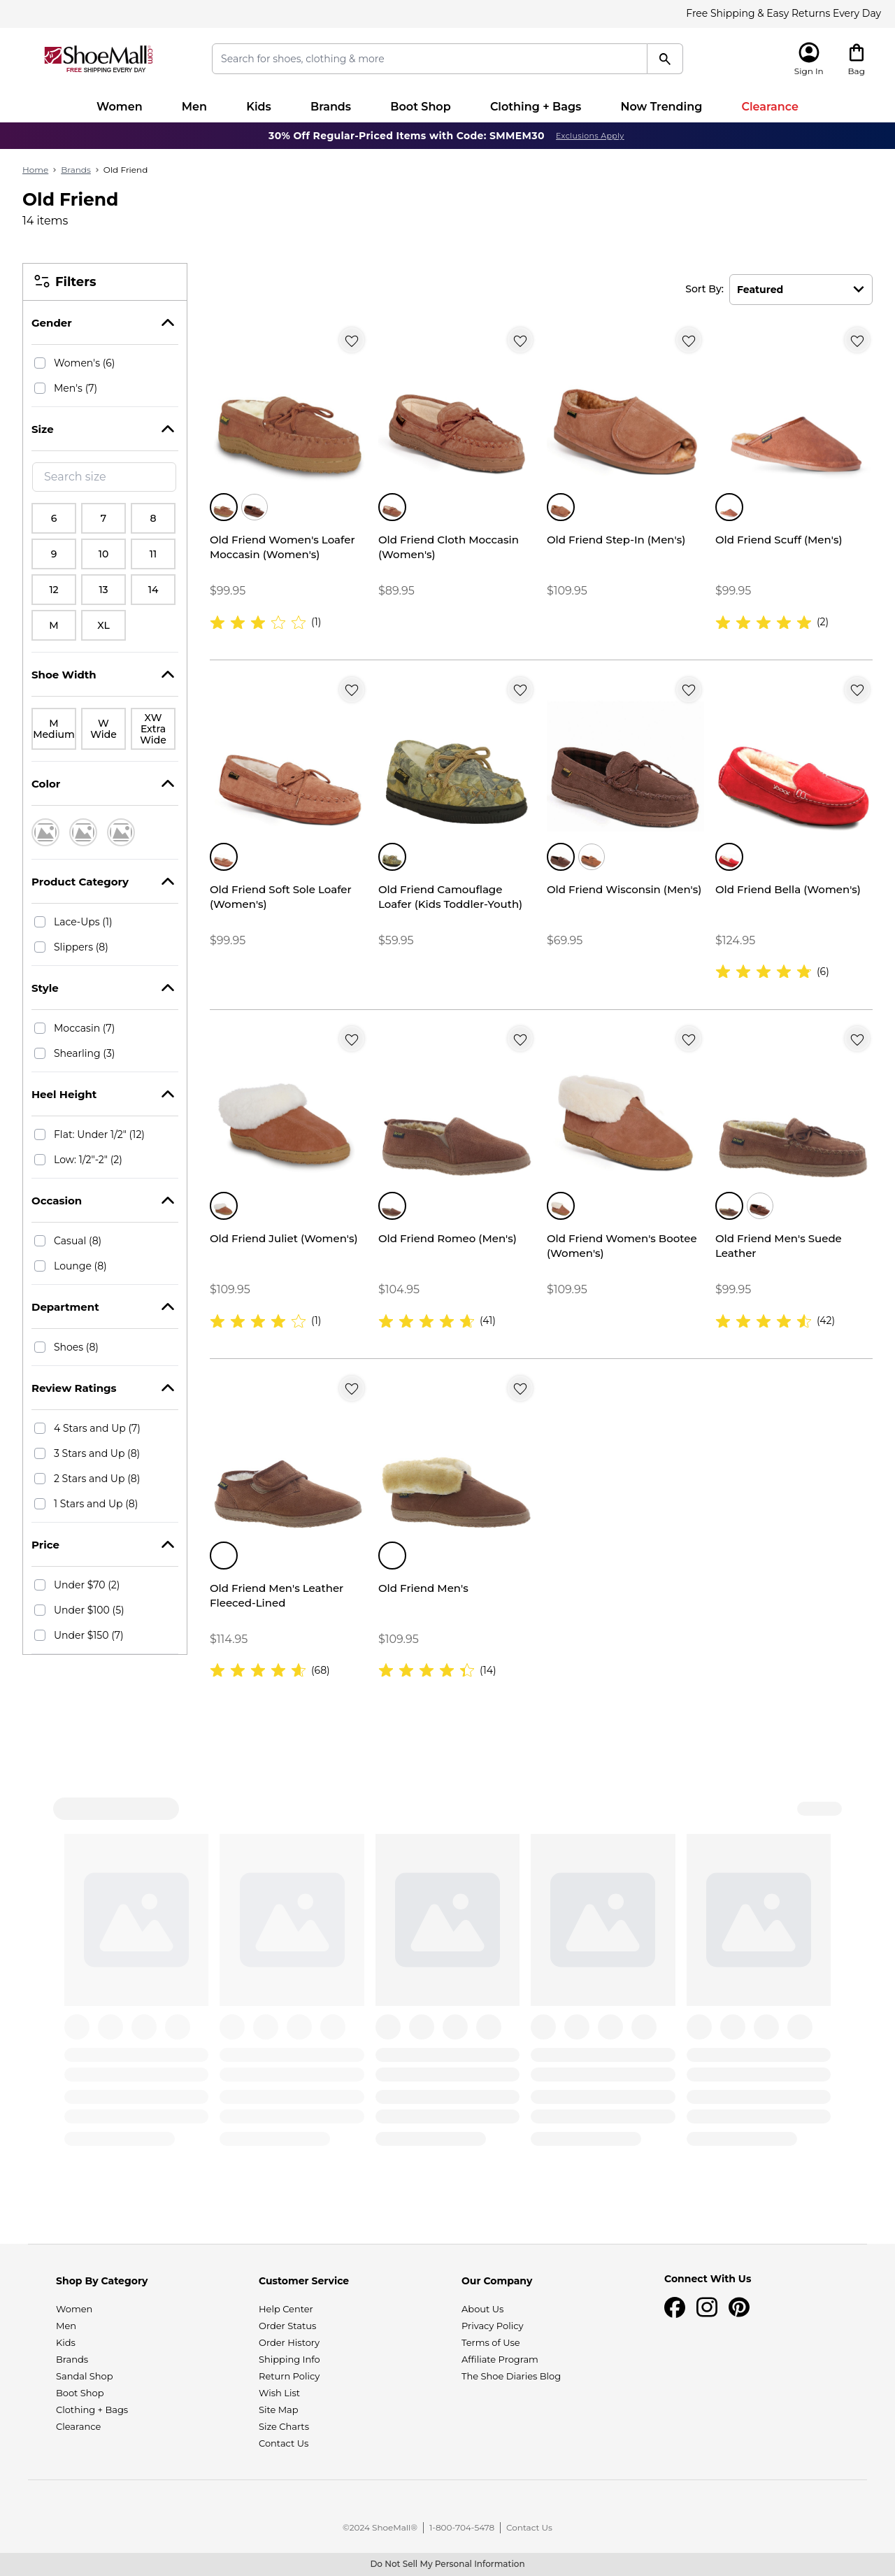 Free Shipping & Easy Returns Every Day
ShoeMall.com
FREE SHIPPING EVERY DAY
Search for shoes, clothing & more
Sign In
Bag
Women
Men
Kids
Brands
Boot Shop
Clothing + Bags
Now Trending
Clearance
30% Off Regular-Priced Items with Code: SMMEM30 Exclusions Apply
Home › Brands › Old Friend
Old Friend
14 items
Filters
Gender
Women's (6)
Men's (7)
Size
Search size
6 7 8
9 10 11
12 13 14
M XL
Shoe Width
M Medium
W Wide
XW Extra Wide
Color
Product Category
Lace-Ups (1)
Slippers (8)
Style
Moccasin (7)
Shearling (3)
Heel Height
Flat: Under 1/2" (12)
Low: 1/2"-2" (2)
Occasion
Casual (8)
Lounge (8)
Department
Shoes (8)
Review Ratings
4 Stars and Up (7)
3 Stars and Up (8)
2 Stars and Up (8)
1 Stars and Up (8)
Price
Under $70 (2)
Under $100 (5)
Under $150 (7)
Sort By: Featured
Old Friend Women's Loafer
Moccasin (Women's)
$99.95
(1)
Old Friend Cloth Moccasin
(Women's)
$89.95
Old Friend Step-In (Men's)
$109.95
Old Friend Scuff (Men's)
$99.95
(2)
Old Friend Soft Sole Loafer
(Women's)
$99.95
Old Friend Camouflage
Loafer (Kids Toddler-Youth)
$59.95
Old Friend Wisconsin (Men's)
$69.95
Old Friend Bella (Women's)
$124.95
(6)
Old Friend Juliet (Women's)
$109.95
(1)
Old Friend Romeo (Men's)
$104.95
(41)
Old Friend Women's Bootee
(Women's)
$109.95
Old Friend Men's Suede
Leather
$99.95
(42)
Old Friend Men's Leather
Fleeced-Lined
$114.95
(68)
Old Friend Men's
$109.95
(14)
Shop By Category
Women
Men
Kids
Brands
Sandal Shop
Boot Shop
Clothing + Bags
Clearance
Customer Service
Help Center
Order Status
Order History
Shipping Info
Return Policy
Wish List
Site Map
Size Charts
Contact Us
Our Company
About Us
Privacy Policy
Terms of Use
Affiliate Program
The Shoe Diaries Blog
Connect With Us
©2024 ShoeMall® | 1-800-704-5478 | Contact Us
Do Not Sell My Personal Information